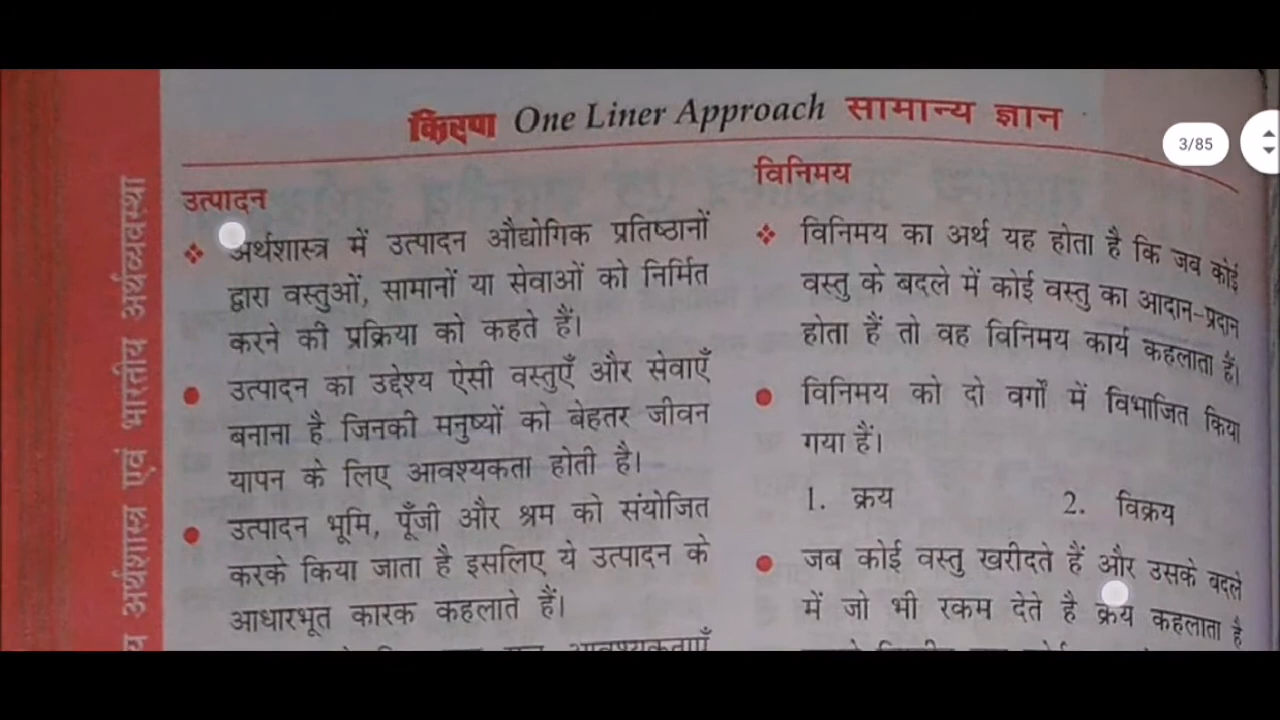 किरण One Liner Approach सामान्य ज्ञान
3/85
उत्पादन
अर्थशास्त्र में उत्पादन औद्योगिक प्रतिष्ठानों
द्वारा वस्तुओं, सामानों या सेवाओं को निर्मित
करने की प्रक्रिया को कहते हैं।
उत्पादन का उद्देश्य ऐसी वस्तुएँ और सेवाएँ
बनाना है जिनकी मनुष्यों को बेहतर जीवन
यापन के लिए आवश्यकता होती है।
उत्पादन भूमि, पूँजी और श्रम को संयोजित
करके किया जाता है इसलिए ये उत्पादन के
आधारभूत कारक कहलाते हैं।
आवश्यकताएँ
विनिमय
विनिमय का अर्थ यह होता है कि जब कोई
वस्तु के बदले में कोई वस्तु का आदान-प्रदान
होता हैं तो वह विनिमय कार्य कहलाता हैं।
विनिमय को दो वर्गों में विभाजित किया
गया हैं।
1. क्रय 2. विक्रय
जब कोई वस्तु खरीदते हैं और उसके बदले
में जो भी रकम देते है क्रय कहलाता है
अर्थशास्त्र एवं भारतीय अर्थव्यवस्था